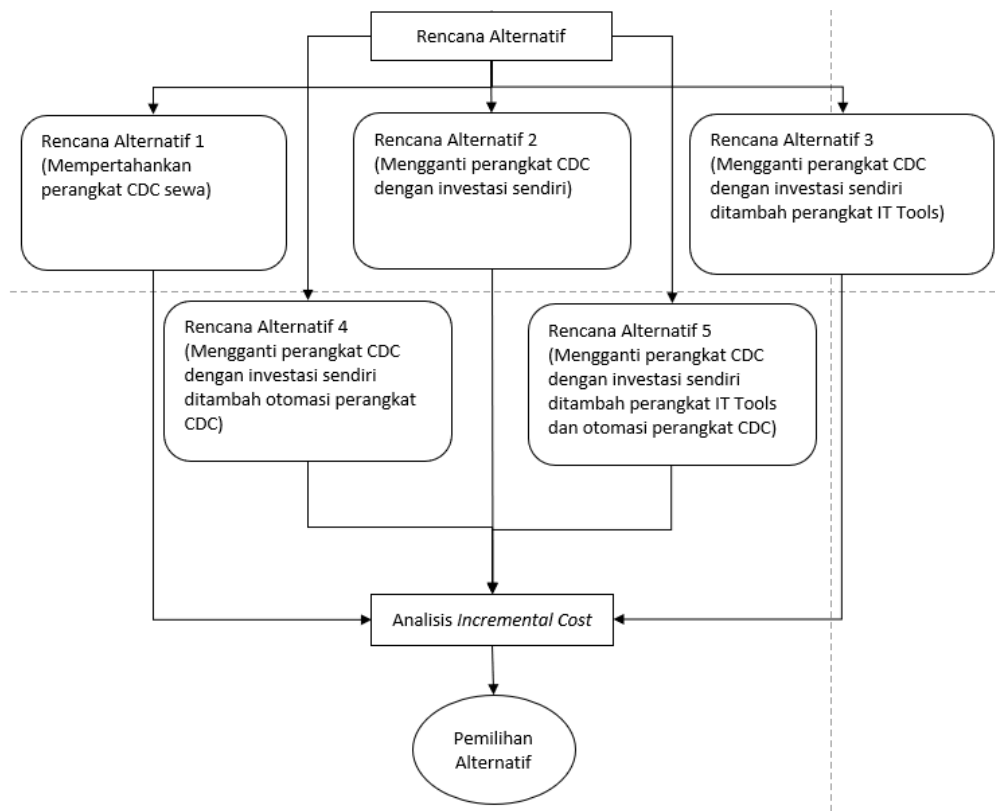 Rencana Alternatif
Rencana Alternatif 1
(Mempertahankan
perangkat CDC sewa)
Rencana Alternatif 2
(Mengganti perangkat CDC
dengan investasi sendiri)
Rencana Alternatif 3
(Mengganti perangkat CDC
dengan investasi sendiri
ditambah perangkat IT Tools)
Rencana Alternatif 4
(Mengganti perangkat CDC
dengan investasi sendiri
ditambah otomasi perangkat
CDC)
Rencana Alternatif 5
(Mengganti perangkat CDC
dengan investasi sendiri
ditambah perangkat IT Tools
dan otomasi perangkat CDC)
Analisis Incremental Cost
Pemilihan
Alternatif